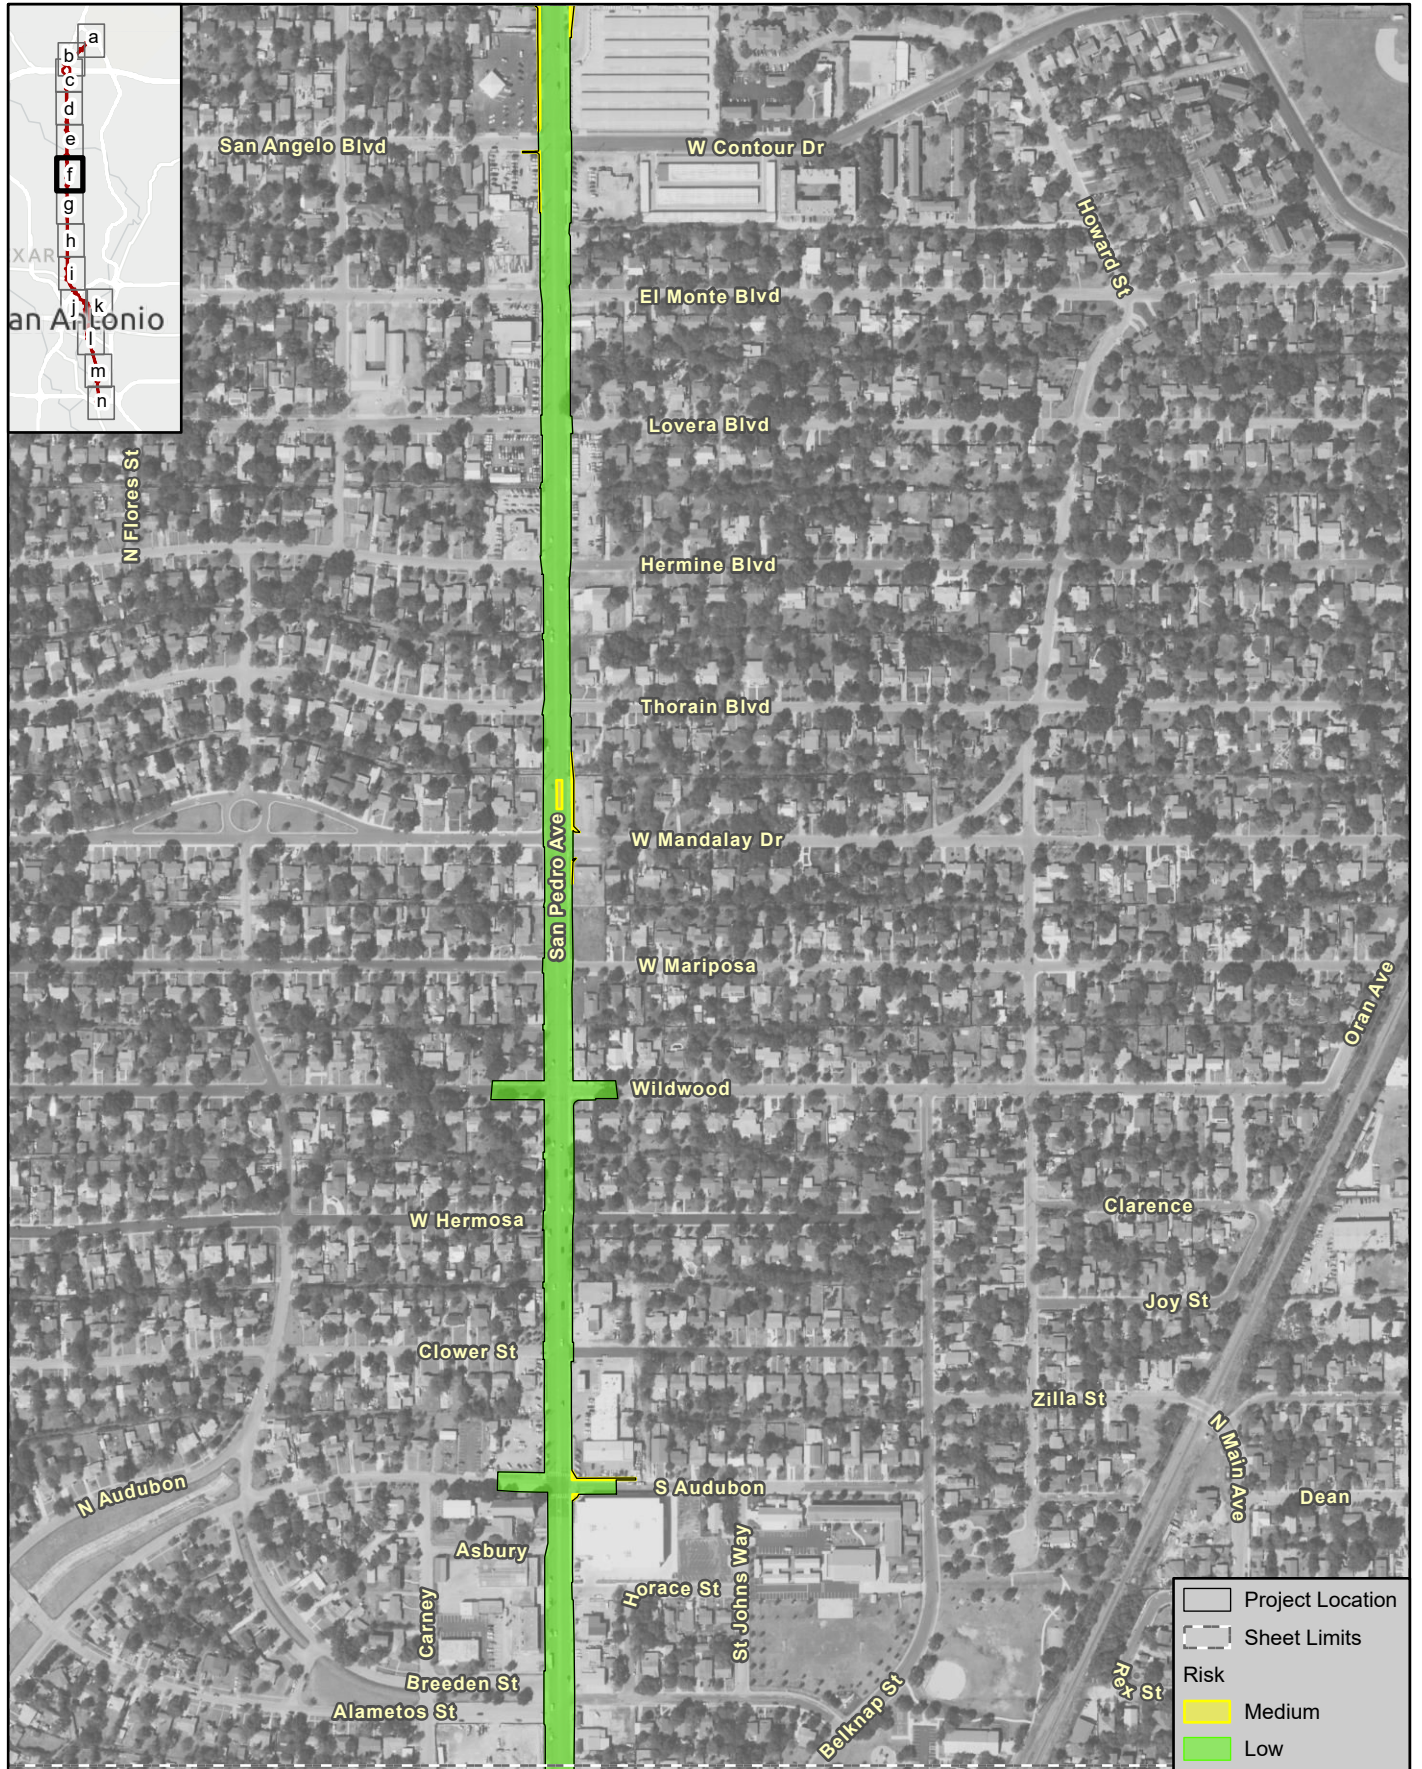 a
b
c
d
e
f
g
h
XAR
i
j
k
an Antonio
l
m
n
San Angelo Blvd
W Contour Dr
Howard St
El Monte Blvd
Lovera Blvd
N Flores St
Hermine Blvd
Thorain Blvd
W Mandalay Dr
San Pedro Ave
W Mariposa
Oran Ave
Wildwood
Clarence
W Hermosa
Joy St
Clower St
Zilla St
N Main Ave
N Audubon
S Audubon
Dean
Asbury
St Johns Way
Horace St
Carney
Breeden St
Alametos St
Belknap St
Rex St
Project Location
Sheet Limits
Risk
Medium
Low